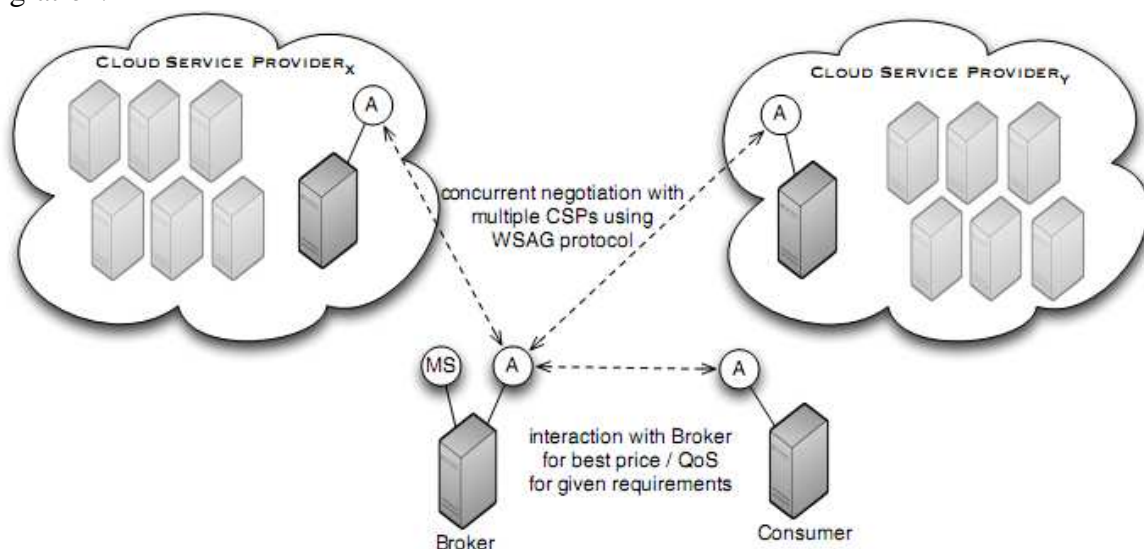 gration.
CLOUD SERVICE PROVIDERX
A
CLOUD SERVICE PROVIDERY
A
concurrent negotiation with
multiple CSPs using
WSAG protocol
MS
A
A
interaction with Broker
for best price / QoS
for given requirements
Broker
Consumer